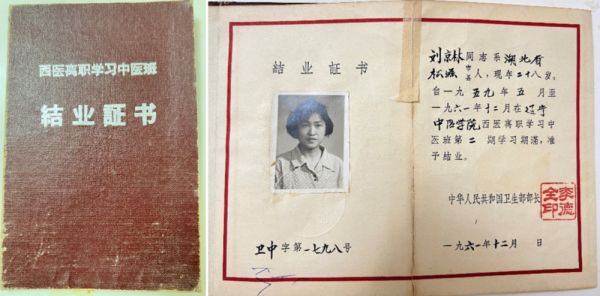 西医离职学习中医班
结业証书
结业証书
卫中字第一七九八号
刘京林同志系湖北省
松滋市县人，现年二十八岁。
自一九五九年五月至
一九六一年十二月在辽宁
中医学院西医离职学习中
医班第二期学习期满，准
予结业。
中华人民共和国卫生部部长
李德全印
一九六一年十二月 日